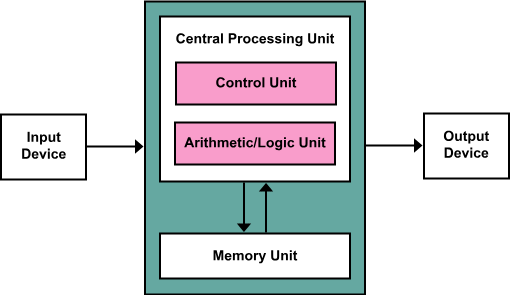 Central Processing Unit
Control Unit
Arithmetic/Logic Unit
Input
Device
Output
Device
Memory Unit